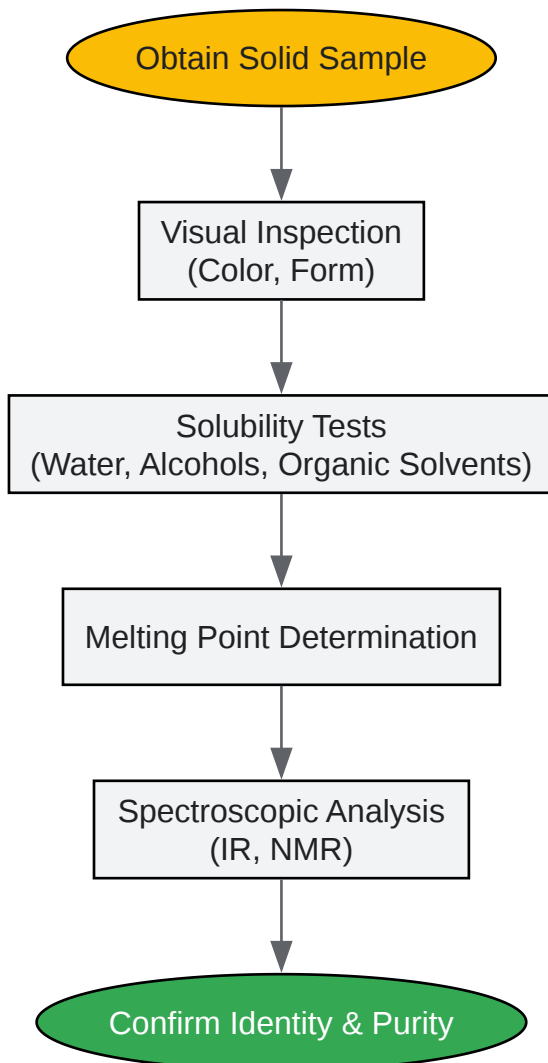 Obtain Solid Sample
Visual Inspection
(Color, Form)
Solubility Tests
(Water, Alcohols, Organic Solvents)
Melting Point Determination
Spectroscopic Analysis
(IR, NMR)
Confirm Identity & Purity